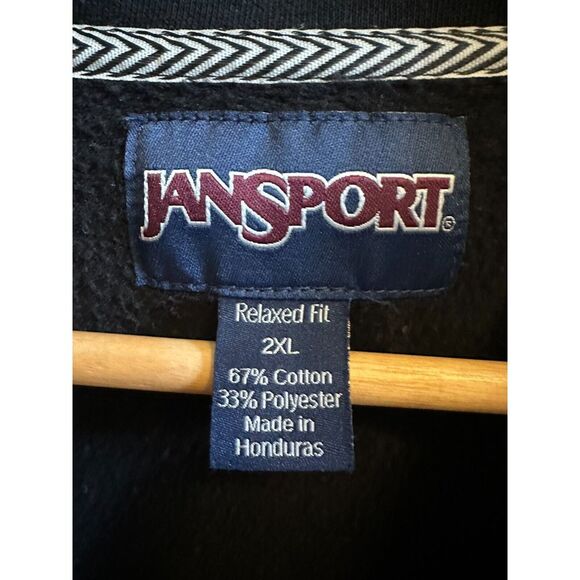 JANSPORT®
Relaxed Fit
2XL
67% Cotton
33% Polyester
Made in
Honduras